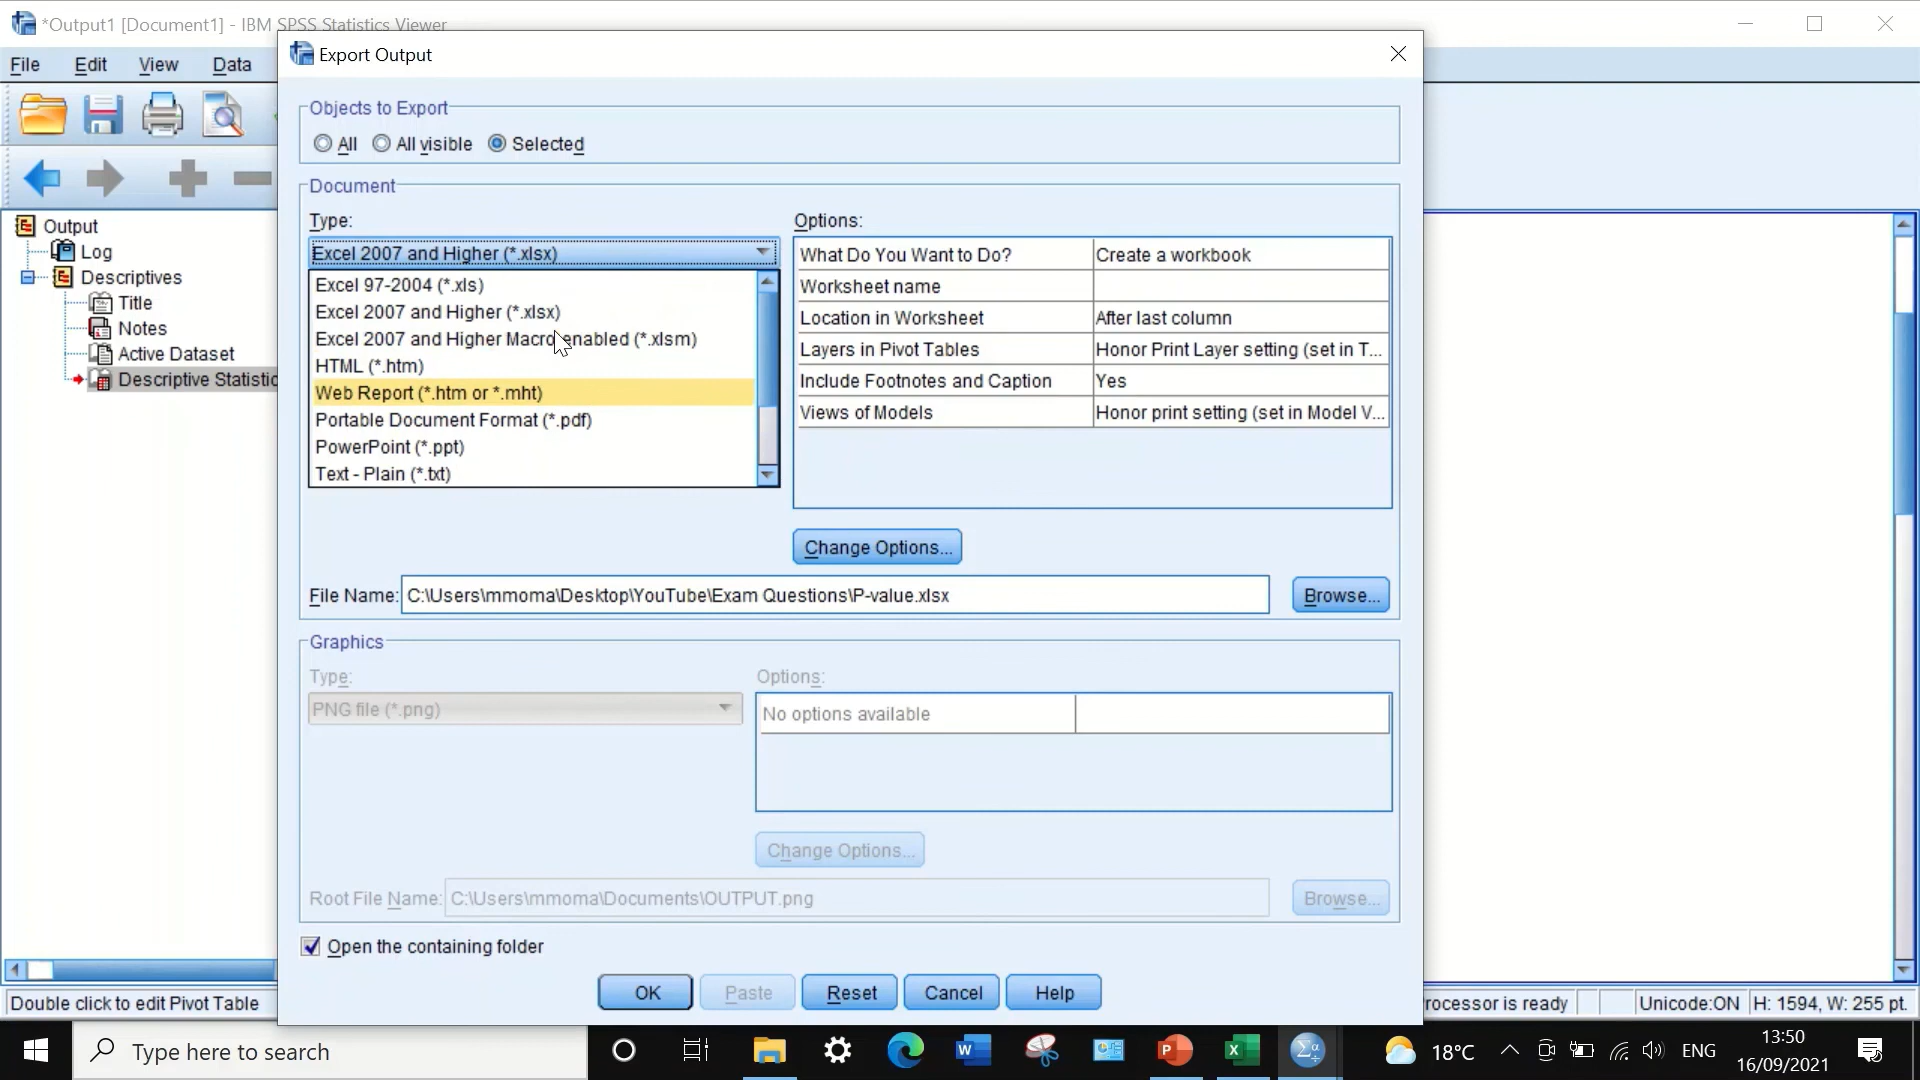 *Output1 [Document1] - IBM SPSS Statistics Viewer
File Edit View Data
Export Output
Objects to Export
All All visible Selected
Document
Type:
Excel 2007 and Higher (*.xlsx)
Excel 97-2004 (*.xls)
Excel 2007 and Higher (*.xlsx)
Excel 2007 and Higher Macro enabled (*.xlsm)
HTML (*.htm)
Web Report (*.htm or *.mht)
Portable Document Format (*.pdf)
PowerPoint (*.ppt)
Text - Plain (*.txt)
Options:
What Do You Want to Do? Create a workbook
Worksheet name
Location in Worksheet After last column
Layers in Pivot Tables Honor Print Layer setting (set in T...
Include Footnotes and Caption Yes
Views of Models Honor print setting (set in Model V...
Change Options...
File Name: C:\Users\mmoma\Desktop\YouTube\Exam Questions\P-value.xlsx Browse...
Graphics
Type:
PNG file (*.png)
Options:
No options available
Change Options...
Root File Name: C:\Users\mmoma\Documents\OUTPUT.png Browse...
Open the containing folder
OK Paste Reset Cancel Help
Output
Log
Descriptives
Title
Notes
Active Dataset
Descriptive Statistic
Double click to edit Pivot Table
rocessor is ready Unicode:ON H: 1594, W: 255 pt.
Type here to search
18°C ENG
13:50
16/09/2021